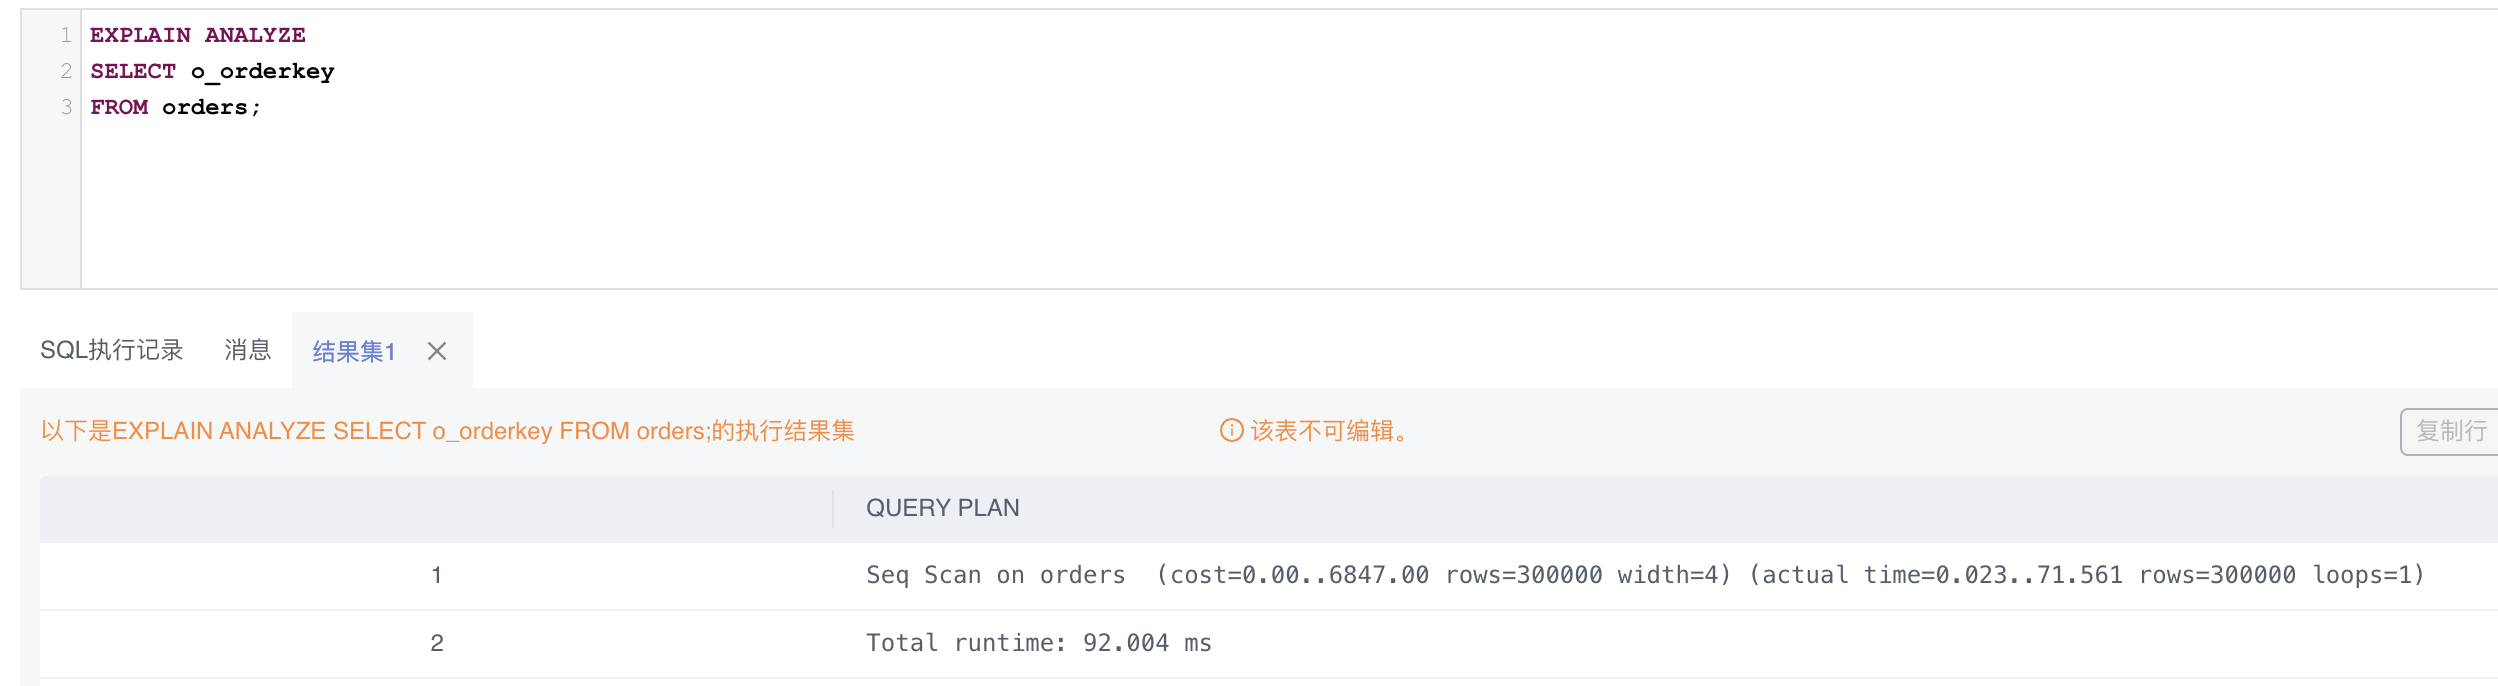 1 EXPLAIN ANALYZE
2 SELECT o_orderkey
3 FROM orders;
SQL执行记录 消息 结果集1
以下是EXPLAIN ANALYZE SELECT o_orderkey FROM orders;的执行结果集 该表不可编辑。 复制行
QUERY PLAN
1 Seq Scan on orders  (cost=0.00..6847.00 rows=300000 width=4) (actual time=0.023..71.561 rows=300000 loops=1)
2 Total runtime: 92.004 ms